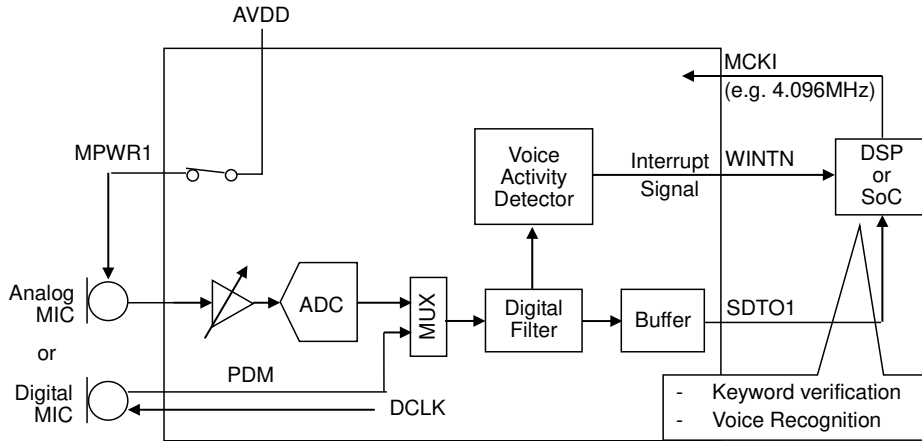 AVDD
MCKI
(e.g. 4.096MHz)
MPWR1
Voice
Activity
Detector
Interrupt
Signal
WINTN
DSP
or
SoC
Analog
MIC
ADC
MUX
Digital
Filter
Buffer
SDTO1
or
Digital
MIC
PDM
DCLK
- Keyword verification
- Voice Recognition